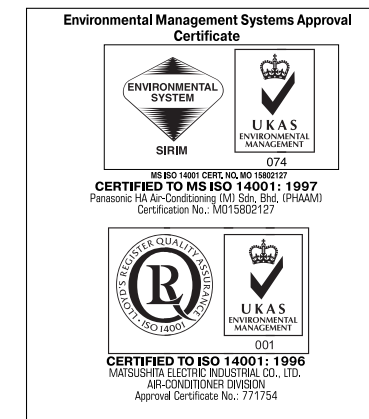 Environmental Management Systems Approval
Certificate
ENVIRONMENTAL
SYSTEM
SIRIM
UKAS
ENVIRONMENTAL
MANAGEMENT
074
MS ISO 14001 CERT. NO. MO 15802127
CERTIFIED TO MS ISO 14001: 1997
Panasonic HA Air-Conditioning (M) Sdn. Bhd. (PHAAM)
Certification No.: MO15802127
LLOYD'S REGISTER QUALITY ASSURANCE
LRQ
ISO 14001
UKAS
ENVIRONMENTAL
MANAGEMENT
001
CERTIFIED TO ISO 14001: 1996
MATSUSHITA ELECTRIC INDUSTRIAL CO., LTD.
AIR-CONDITIONER DIVISION
Approval Certificate No.: 771754